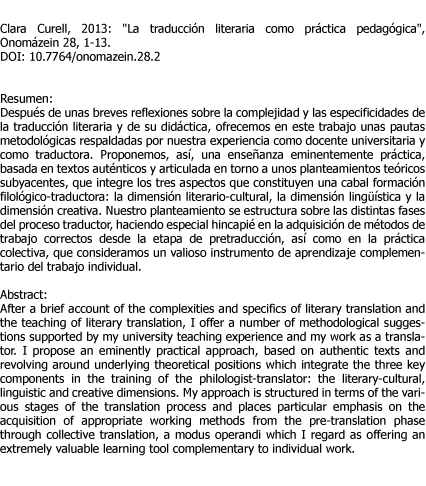 Clara Curell, 2013: "La traducción literaria como práctica pedagógica",
Onomázein 28, 1-13.
DOI: 10.7764/onomazein.28.2
Resumen:
Después de unas breves reflexiones sobre la complejidad y las especificidades de
la traducción literaria y de su didáctica, ofrecemos en este trabajo unas pautas
metodológicas respaldadas por nuestra experiencia como docente universitaria y
como traductora. Proponemos, así, una enseñanza eminentemente práctica,
basada en textos auténticos y articulada en torno a unos planteamientos teóricos
subyacentes, que integre los tres aspectos que constituyen una cabal formación
filológico-traductora: la dimensión literario-cultural, la dimensión lingüística y la
dimensión creativa. Nuestro planteamiento se estructura sobre las distintas fases
del proceso traductor, haciendo especial hincapié en la adquisición de métodos de
trabajo correctos desde la etapa de pretraducción, así como en la práctica
colectiva, que consideramos un valioso instrumento de aprendizaje complemen-
tario del trabajo individual.
Abstract:
After a brief account of the complexities and specifics of literary translation and
the teaching of literary translation, I offer a number of methodological sugges-
tions supported by my university teaching experience and my work as a transla-
tor. I propose an eminently practical approach, based on authentic texts and
revolving around underlying theoretical positions which integrate the three key
components in the training of the philologist-translator: the literary-cultural,
linguistic and creative dimensions. My approach is structured in terms of the vari-
ous stages of the translation process and places particular emphasis on the
acquisition of appropriate working methods from the pre-translation phase
through collective translation, a modus operandi which I regard as offering an
extremely valuable learning tool complementary to individual work.